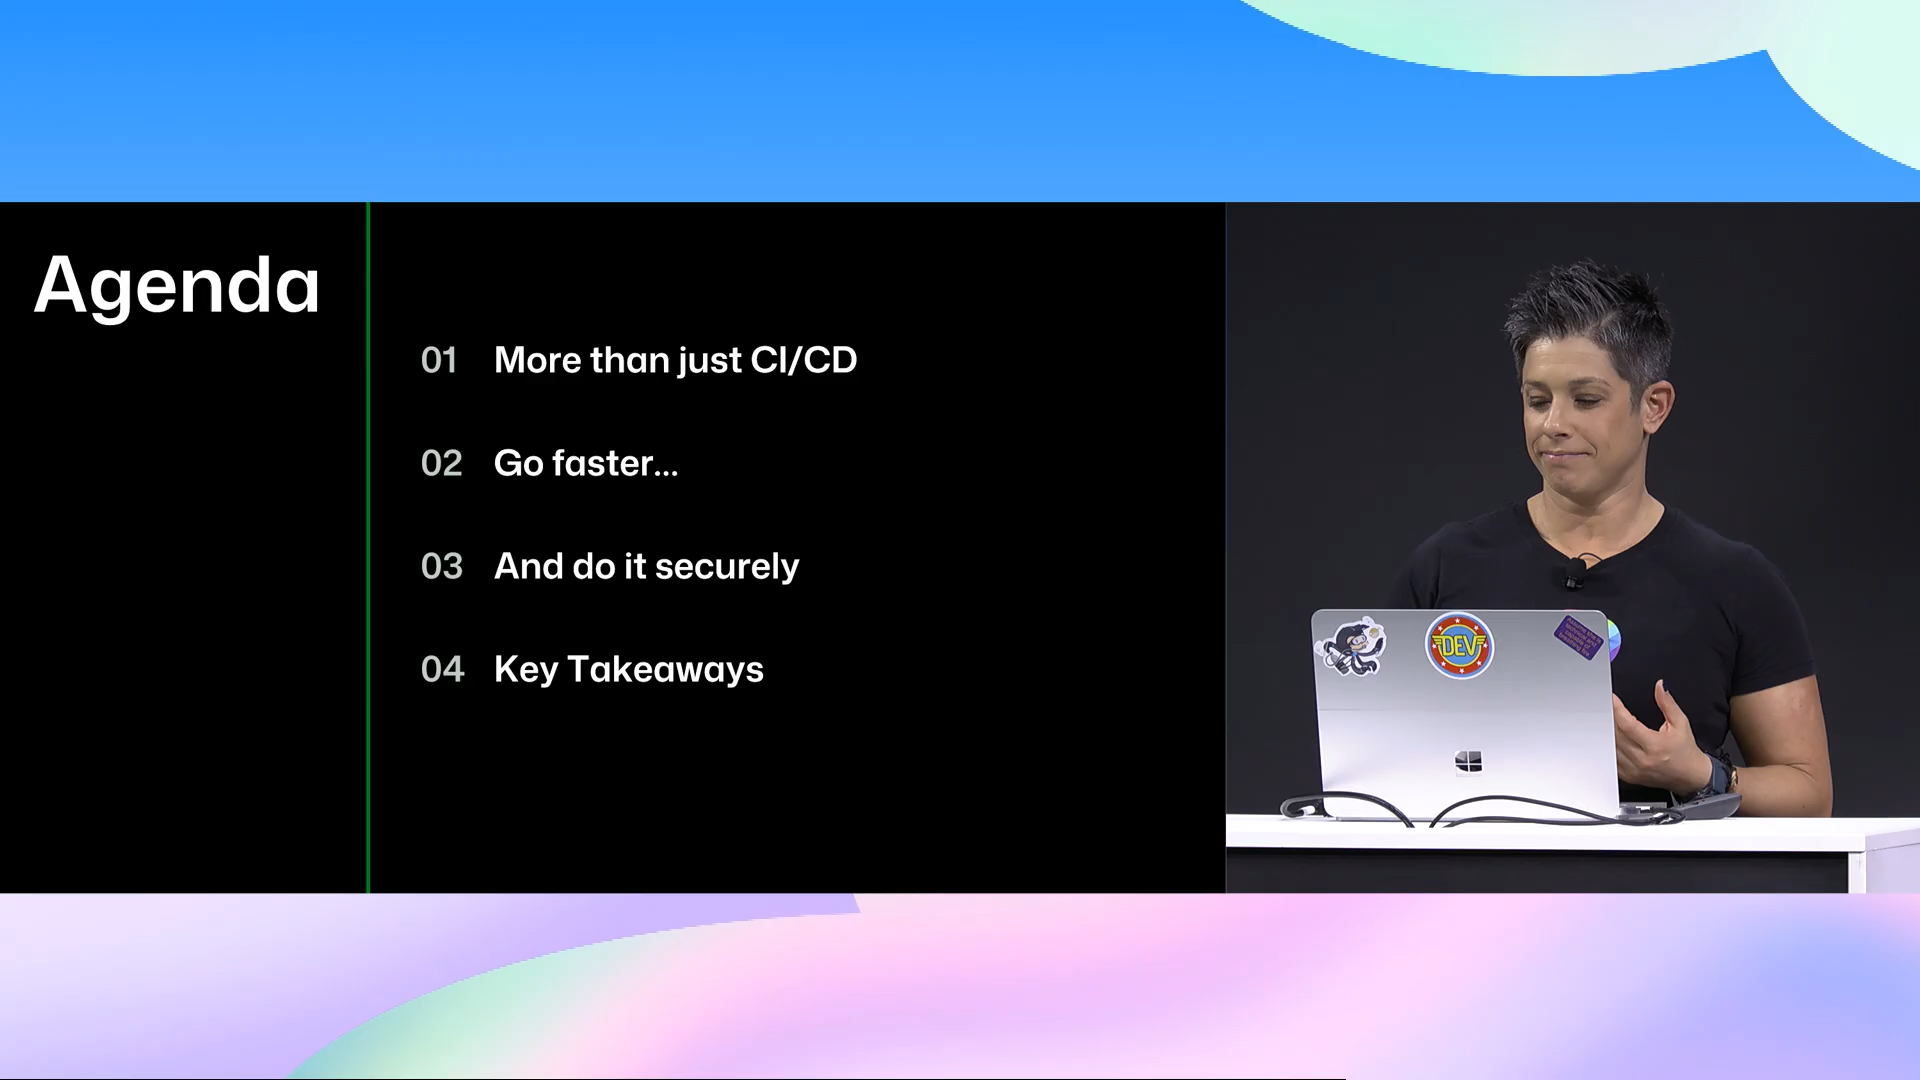 Agenda
01 More than just CI/CD
02 Go faster...
03 And do it securely
04 Key Takeaways
DEV